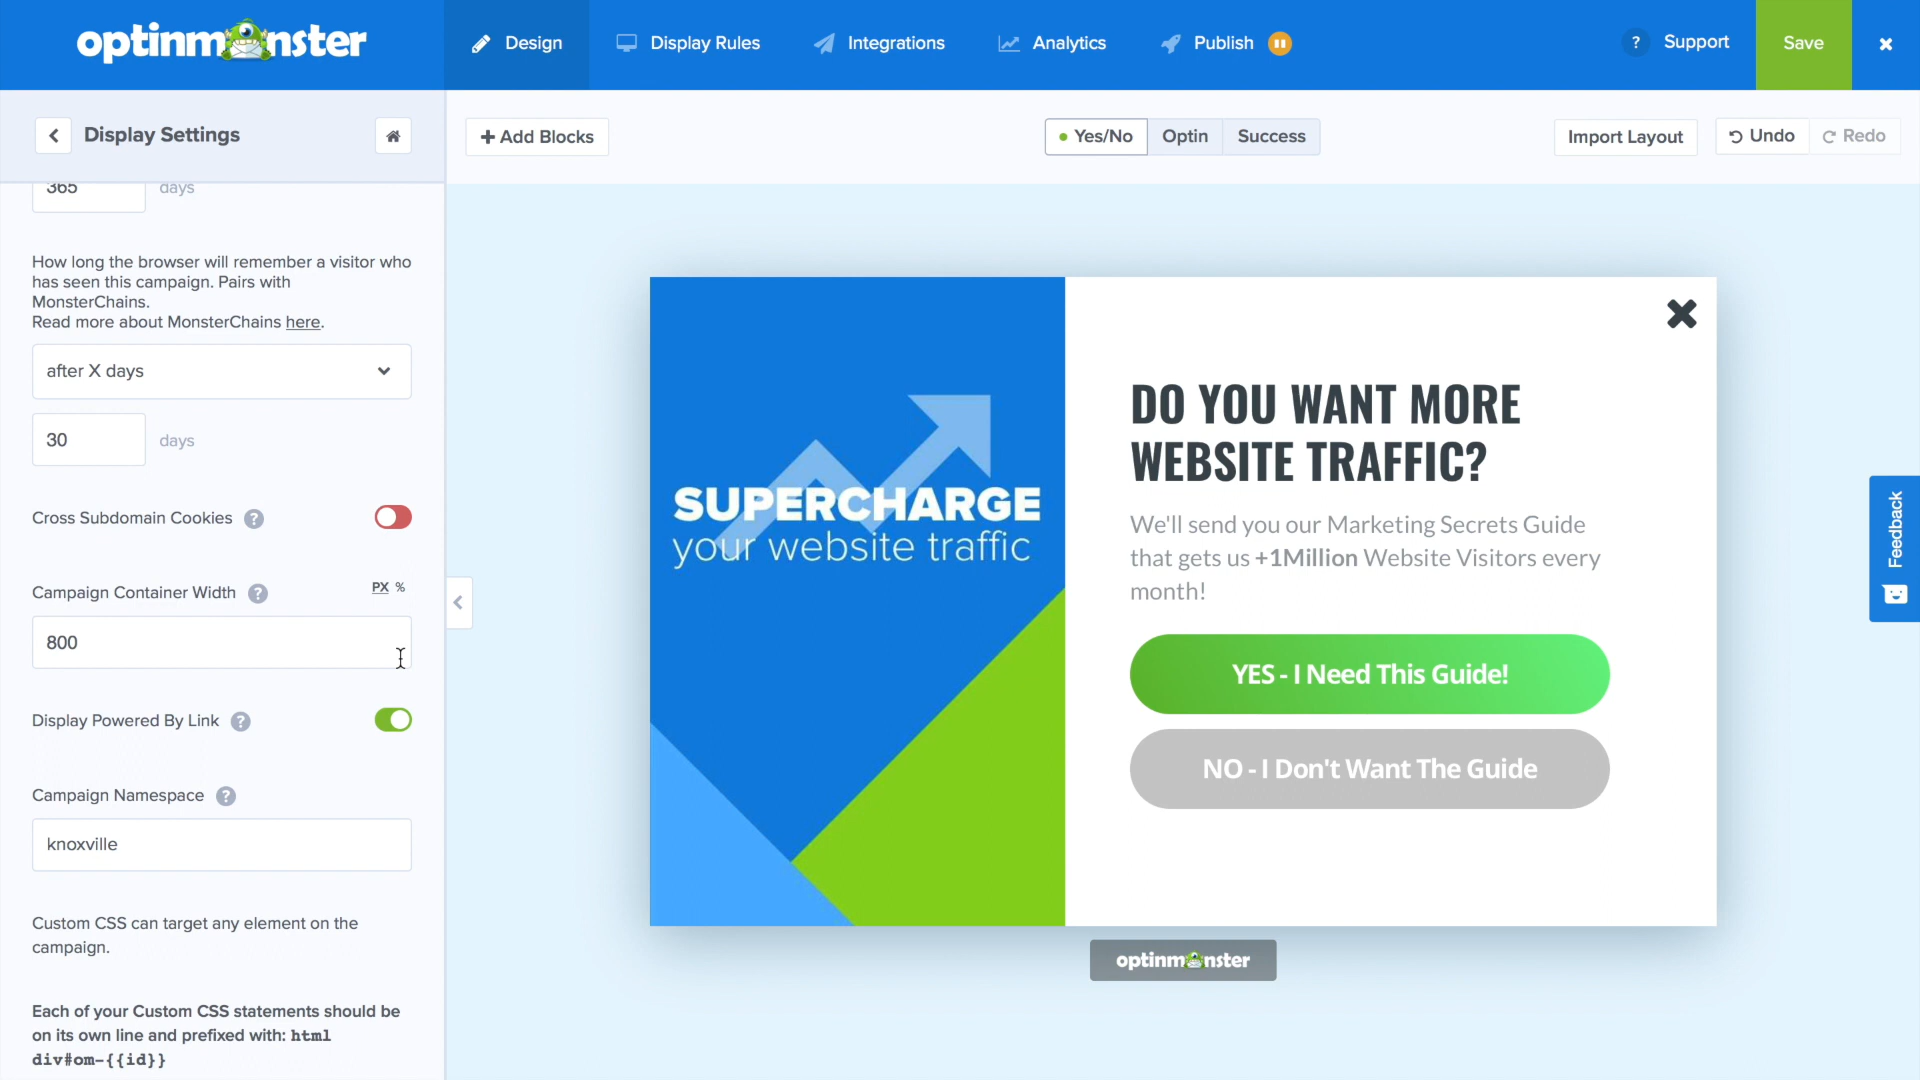 optinmonster
Design
Display Rules
Integrations
Analytics
Publish
? Support
Save
Display Settings
+ Add Blocks
Yes/No
Optin
Success
Import Layout
Undo
Redo
365 days
How long the browser will remember a visitor who
has seen this campaign. Pairs with
MonsterChains.
Read more about MonsterChains here.
after X days
30 days
Cross Subdomain Cookies ?
Campaign Container Width ? PX %
800
Display Powered By Link ?
Campaign Namespace ?
knoxville
Custom CSS can target any element on the
campaign.
Each of your Custom CSS statements should be
on its own line and prefixed with: html
div#om-{{id}}
SUPERCHARGE
your website traffic
DO YOU WANT MORE
WEBSITE TRAFFIC?
We'll send you our Marketing Secrets Guide
that gets us +1Million Website Visitors every
month!
YES - I Need This Guide!
NO - I Don't Want The Guide
optinmonster
Feedback